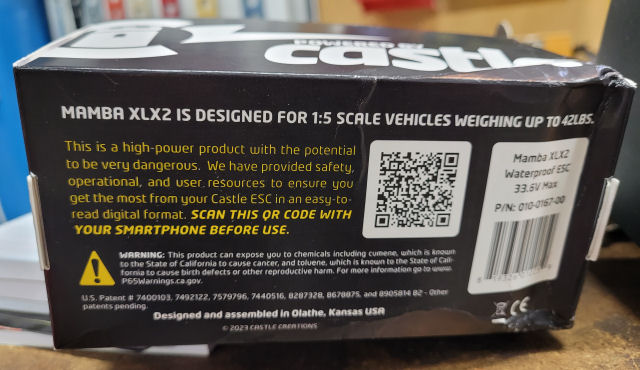 POWERED BY
castle
MAMBA XLX2 IS DESIGNED FOR 1:5 SCALE VEHICLES WEIGHING UP TO 42LBS.
This is a high-power product with the potential
to be very dangerous. We have provided safety,
operational, and user resources to ensure you
get the most from your Castle ESC in an easy-to-
read digital format. SCAN THIS QR CODE WITH
YOUR SMARTPHONE BEFORE USE.
Mamba XLX2
Waterproof ESC
33.6V Max
P/N: 010-0167-00
WARNING: This product can expose you to chemicals including cumene, which is known
to the State of California to cause cancer, and toluene, which is known to the State of Cali-
fornia to cause birth defects or other reproductive harm. For more information go to www.
P65Warnings.ca.gov.
U.S. Patent # 7400103, 7492122, 7579796, 7440516, 8287328, 8678875, and 8905814 B2 - Other
patents pending.
Designed and assembled in Olathe, Kansas USA
CE
© 2023 CASTLE CREATIONS